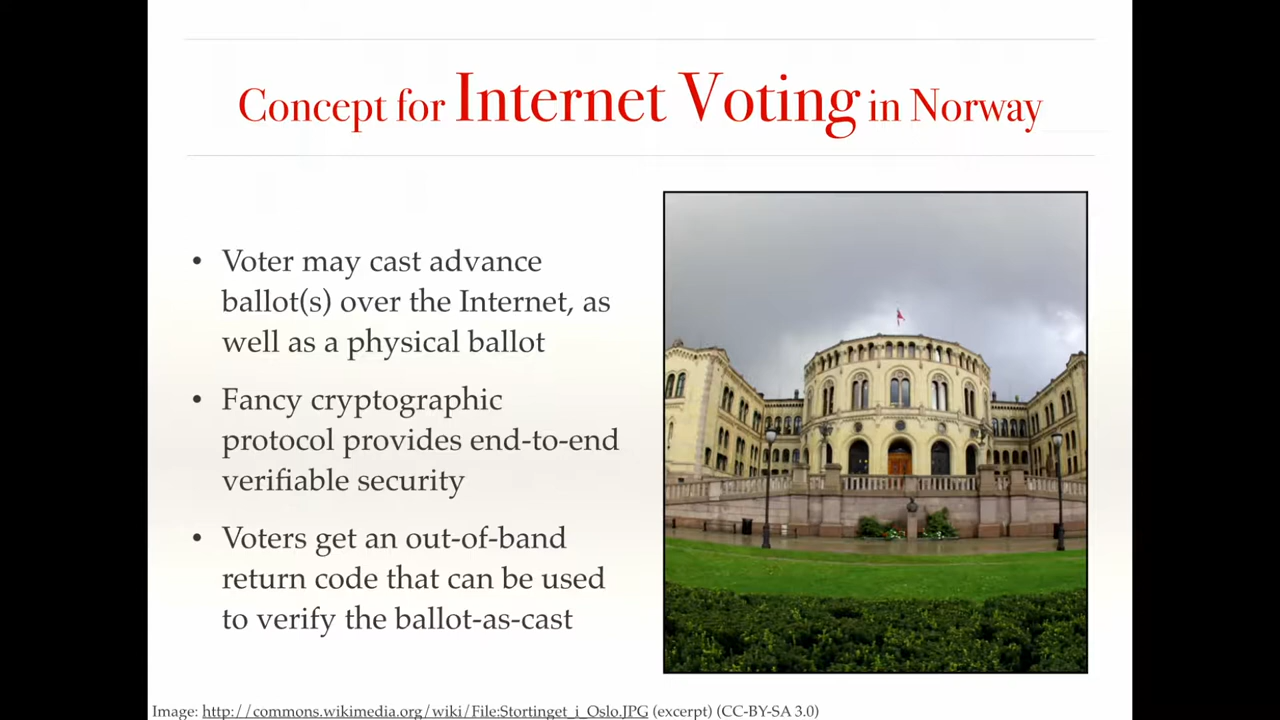 Concept for Internet Voting in Norway
• Voter may cast advance
ballot(s) over the Internet, as
well as a physical ballot
• Fancy cryptographic
protocol provides end-to-end
verifiable security
• Voters get an out-of-band
return code that can be used
to verify the ballot-as-cast
Image: http://commons.wikimedia.org/wiki/File:Stortinget_i_Oslo.JPG (excerpt) (CC-BY-SA 3.0)